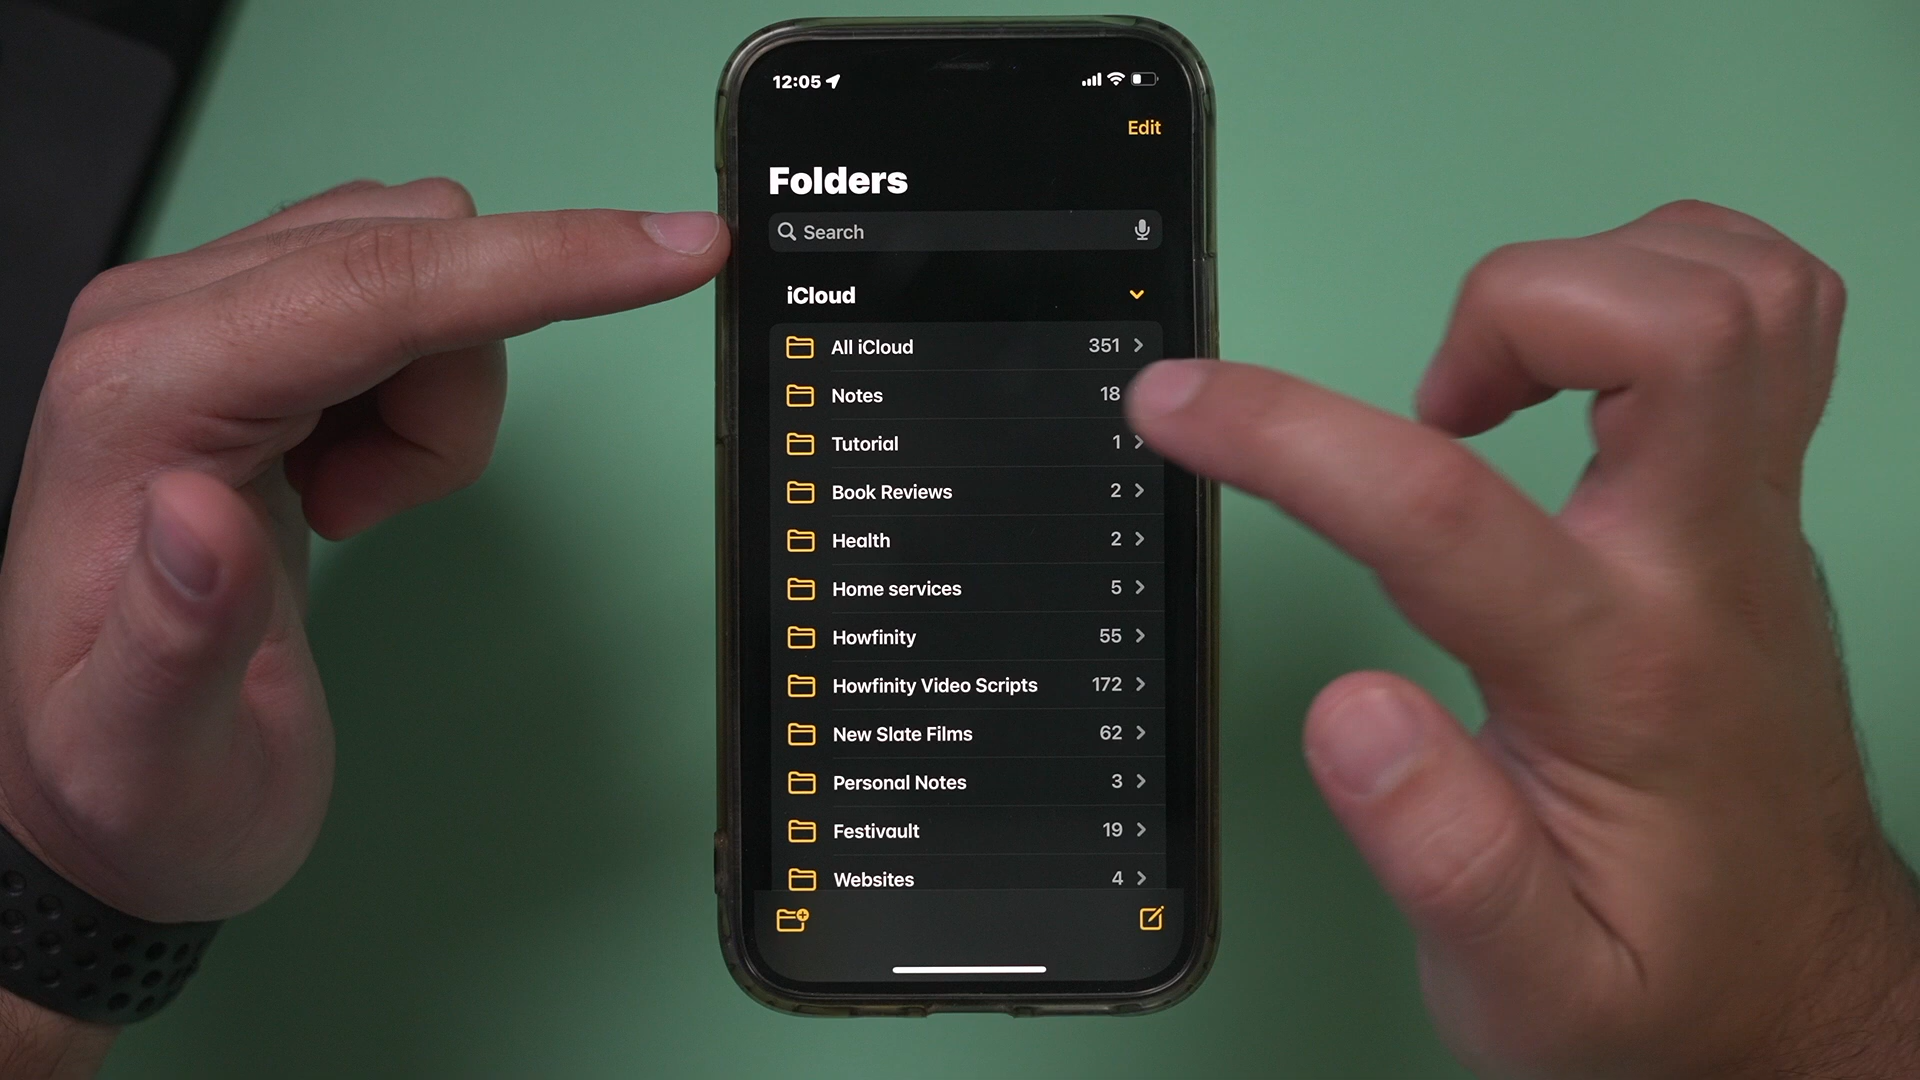 12:05
Edit
Folders
Search
iCloud
All iCloud 351
Notes 18
Tutorial 1
Book Reviews 2
Health 2
Home services 5
Howfinity 55
Howfinity Video Scripts 172
New Slate Films 62
Personal Notes 3
Festivault 19
Websites 4